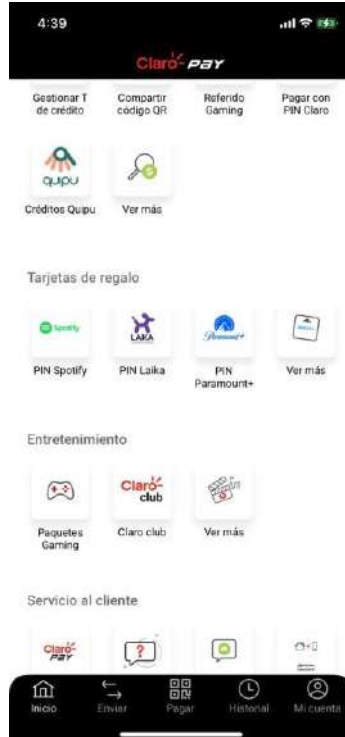 4:39
Claro- pay
Gestionar T
de crédito
Compartir
código QR
Referido
Gaming
Pagar con
PIN Claro
quipu
Créditos Quipu
Ver más
Tarjetas de regalo
Spotify
LAIKA
Paramount+
PIN Spotify
PIN Laika
PIN
Paramount+
Ver más
Entretenimiento
Claro-
club
Paquetes
Gaming
Claro club
Ver más
Servicio al cliente
Claro-
pay
?
Inicio
Enviar
Pagar
Historial
Mi cuenta